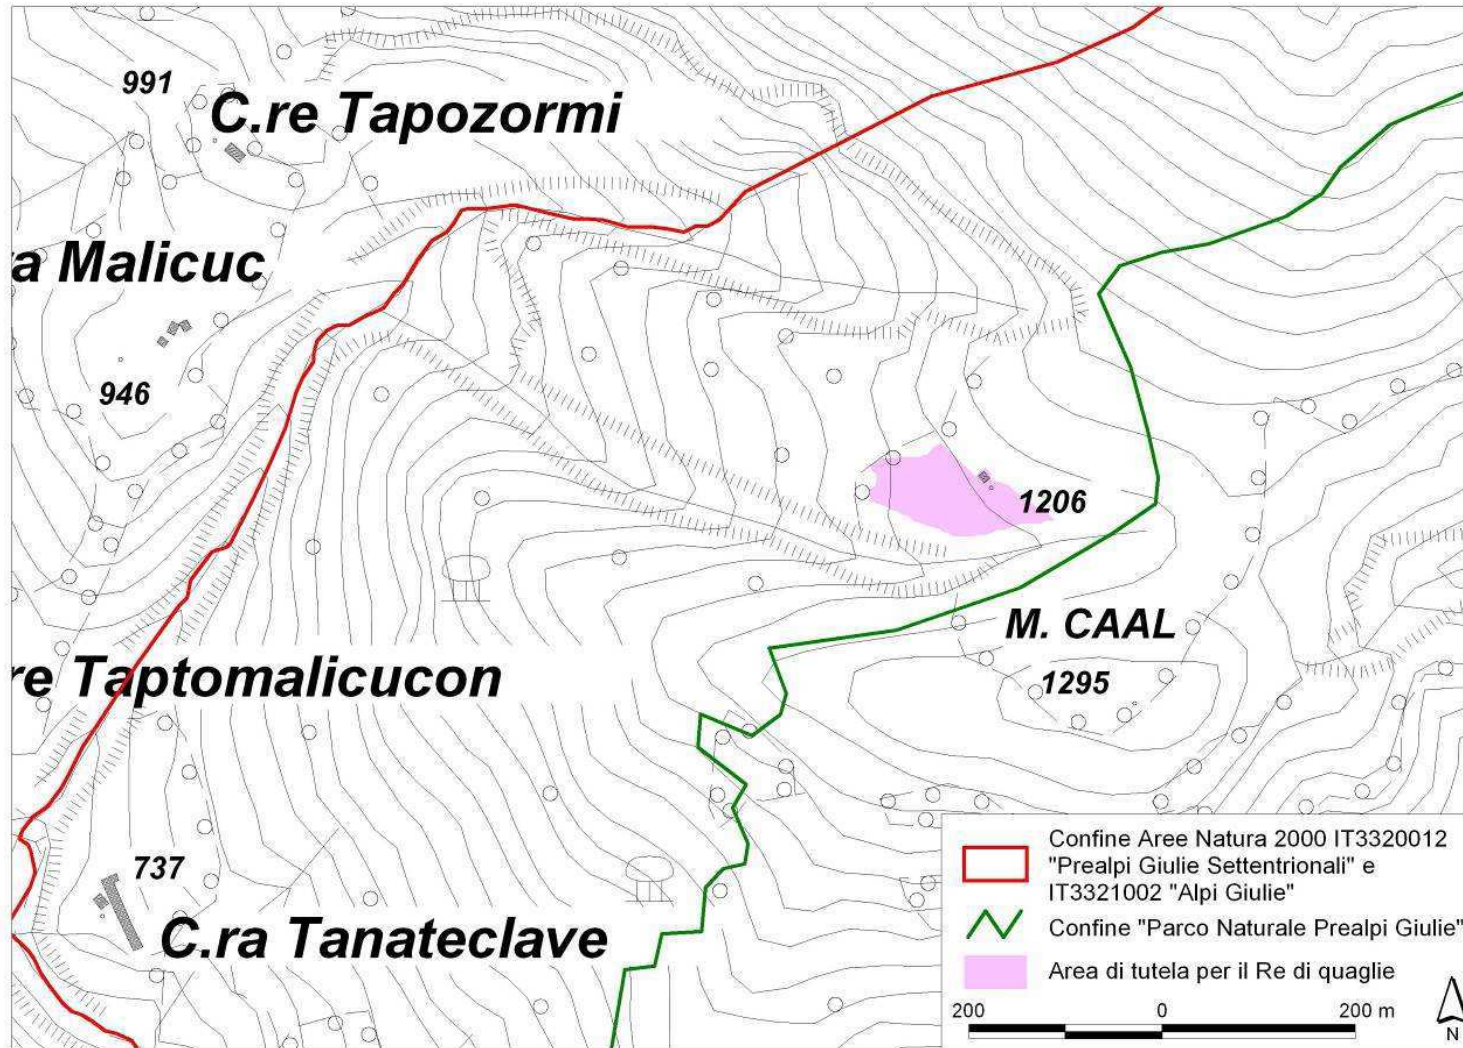 991
C.re Tapozormi
a Malicuc
946
1206
M. CAAL
1295
re Taptomalicucon
737
C.ra Tanateclave
Confine Aree Natura 2000 IT3320012
"Prealpi Giulie Settentrionali" e
IT3321002 "Alpi Giulie"
Confine "Parco Naturale Prealpi Giulie"
Area di tutela per il Re di quaglie
200 0 200 m
N